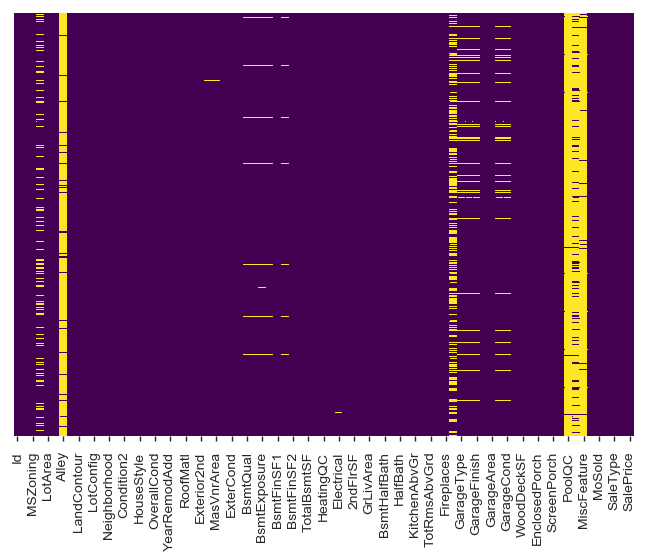 Id
MSZoning
LotArea
Alley
LandContour
LotConfig
Neighborhood
Condition2
HouseStyle
OverallCond
YearRemodAdd
RoofMatl
Exterior2nd
MasVnrArea
ExterCond
BsmtQual
BsmtExposure
BsmtFinSF1
BsmtFinSF2
TotalBsmtSF
HeatingQC
Electrical
2ndFlrSF
GrLivArea
BsmtHalfBath
HalfBath
KitchenAbvGr
TotRmsAbvGrd
Fireplaces
GarageType
GarageFinish
GarageArea
GarageCond
WoodDeckSF
EnclosedPorch
ScreenPorch
PoolQC
MiscFeature
MoSold
SaleType
SalePrice